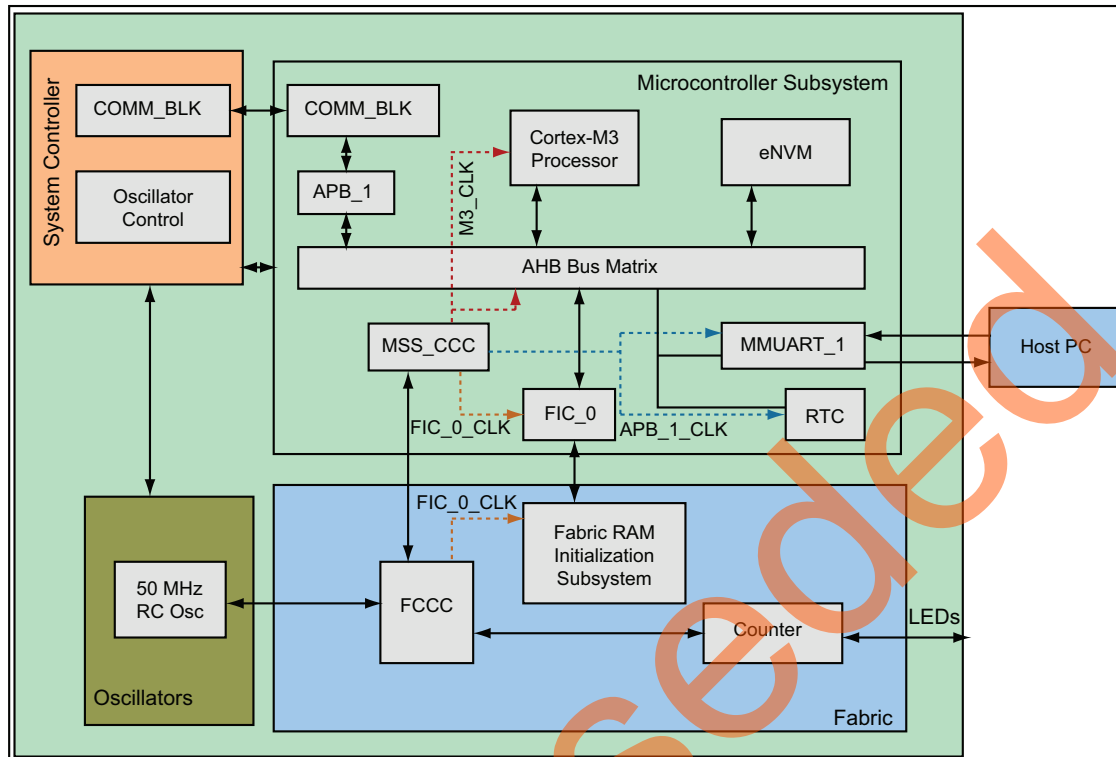 System Controller
COMM_BLK
Oscillator
Control
Microcontroller Subsystem
COMM_BLK
APB_1
M3_CLK
Cortex-M3
Processor
eNVM
AHB Bus Matrix
MSS_CCC
MMUART_1
Host PC
FIC_0_CLK
FIC_0
APB_1_CLK
RTC
FIC_0_CLK
Fabric RAM
Initialization
Subsystem
50 MHz
RC Osc
FCCC
Counter
LEDs
Oscillators
Fabric
seded